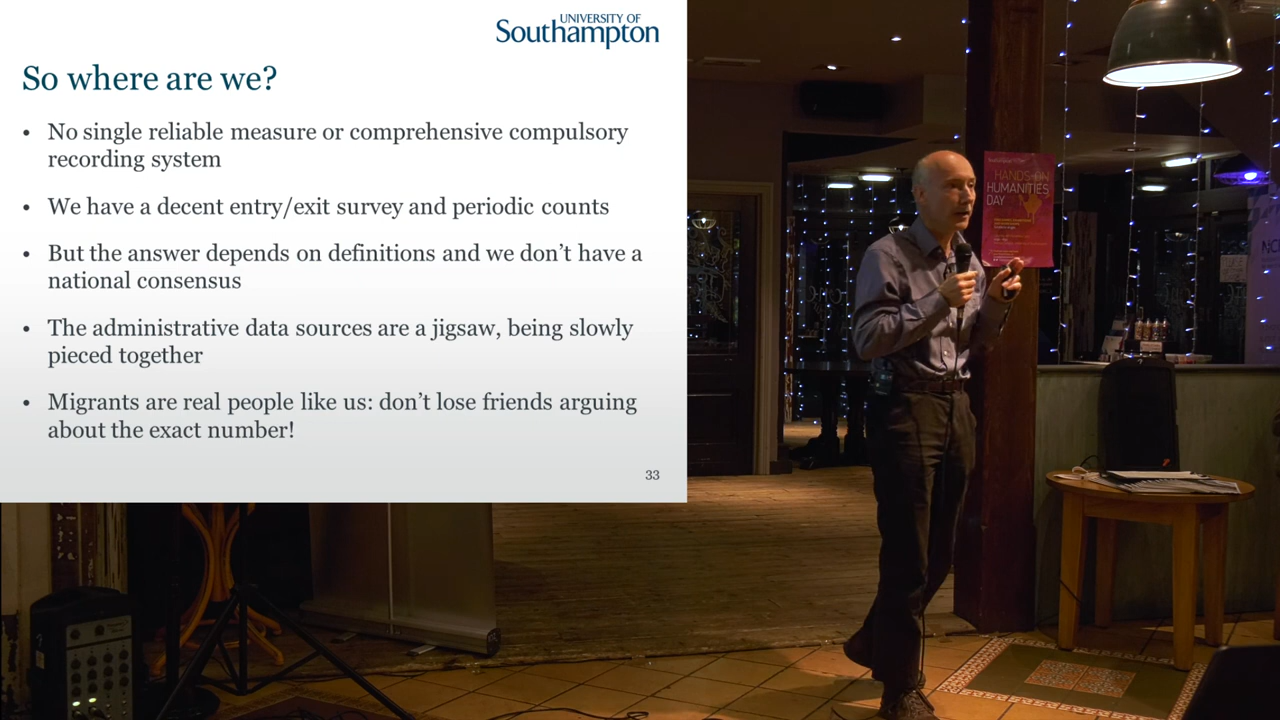 UNIVERSITY OF
Southampton
So where are we?
• No single reliable measure or comprehensive compulsory
recording system
• We have a decent entry/exit survey and periodic counts
• But the answer depends on definitions and we don’t have a
national consensus
• The administrative data sources are a jigsaw, being slowly
pieced together
• Migrants are real people like us: don’t lose friends arguing
about the exact number!
33
HANDS-ON
HUMANITIES
DAY